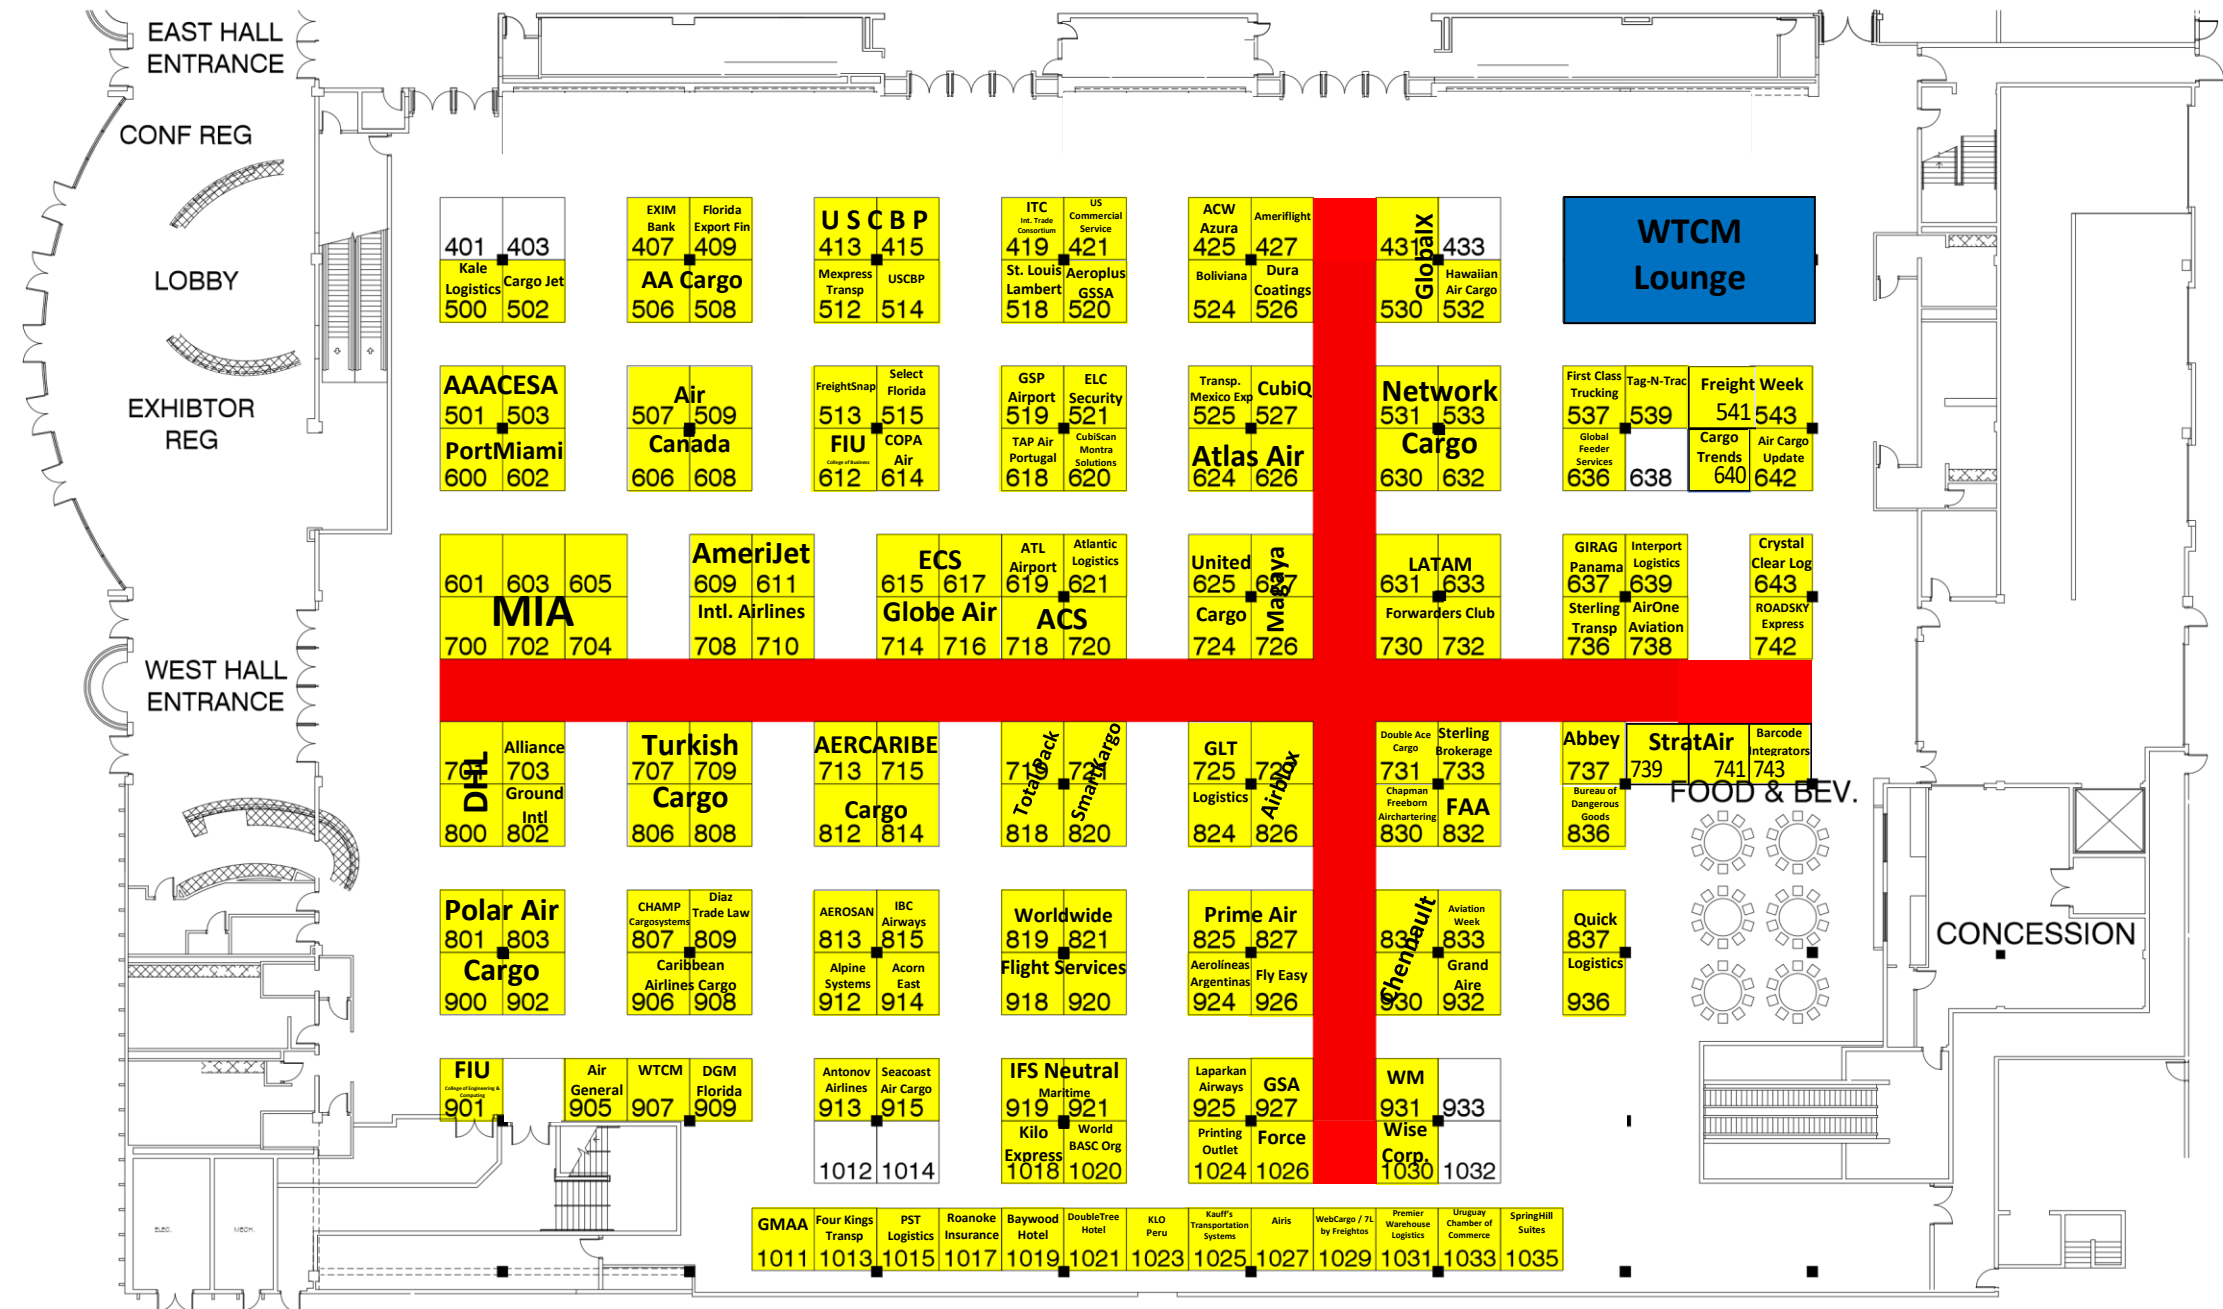 EAST HALL
ENTRANCE
CONF REG
LOBBY
EXHIBTOR
REG
WEST HALL
ENTRANCE
ELEC.
MECH.
401 403
EXIM
Bank
407
Florida
Export Fin
409
U S C B P
413 415
ITC
Int. Trade
Consortium
419
US
Commercial
Service
421
ACW
Azura
425
Ameriflight
427
GlobalX
431 433
WTCM
Lounge
Kale
Logistics
500
Cargo Jet
502
AA Cargo
506 508
Mexpress
Transp
512
USCBP
514
St. Louis
Lambert
518
Aeroplus
GSSA
520
Boliviana
524
Dura
Coatings
526
530
Hawaiian
Air Cargo
532
AAACESA
501 503
Air
507 509
FreightSnap
513
Select
Florida
515
GSP
Airport
519
ELC
Security
521
Transp.
Mexico Exp
525
CubiQ
527
Network
531 533
First Class
Trucking
537
Tag-N-Trac
539
Freight Week
541 543
PortMiami
600 602
Canada
606 608
FIU
College of Business
612
COPA
Air
614
TAP Air
Portugal
618
CubiScan
Montra
Solutions
620
Atlas Air
624 626
Cargo
630 632
Global
Feeder
Services
636
638
Cargo
Trends
640
Air Cargo
Update
642
601 603 605
AmeriJet
609 611
ECS
615 617
ATL
Airport
619
Atlantic
Logistics
621
United
625
Magaya
627
LATAM
631 633
GIRAG
Panama
637
Interport
Logistics
639
Crystal
Clear Log
643
MIA
700 702 704
Intl. Airlines
708 710
Globe Air
714 716
ACS
718 720
Cargo
724
726
Forwarders Club
730 732
Sterling
Transp
736
AirOne
Aviation
738
ROADSKY
Express
742
DHL
701
Alliance
703
Turkish
707 709
AERCARIBE
713 715
TotalPack
719
SmartKargo
721
GLT
725
Airblox
726
Double Ace
Cargo
731
Sterling
Brokerage
733
Abbey
737
StratAir
739 741
Barcode
Integrators
743
FOOD & BEV.
800
Ground
Intl
802
Cargo
806 808
Cargo
812 814
818 820
Logistics
824
826
Chapman
Freeborn
Airchartering
830
FAA
832
Bureau of
Dangerous
Goods
836
Polar Air
801 803
CHAMP
Cargosystems
807
Diaz
Trade Law
809
AEROSAN
813
IBC
Airways
815
Worldwide
819 821
Prime Air
825 827
Chennault
831
Aviation
Week
833
Quick
837
CONCESSION
Cargo
900 902
Caribbean
Airlines Cargo
906 908
Alpine
Systems
912
Acorn
East
914
Flight Services
918 920
Aerolíneas
Argentinas
924
Fly Easy
926
930
Grand
Aire
932
Logistics
936
FIU
College of Engineering &
Computing
901
Air
General
905
WTCM
907
DGM
Florida
909
Antonov
Airlines
913
Seacoast
Air Cargo
915
IFS Neutral
Maritime
919 921
Laparkan
Airways
925
GSA
927
WM
931
933
1012 1014
Kilo
Express
1018
World
BASC Org
1020
Printing
Outlet
1024
Force
1026
Wise
Corp.
1030
1032
GMAA
1011
Four Kings
Transp
1013
PST
Logistics
1015
Roanoke
Insurance
1017
Baywood
Hotel
1019
DoubleTree
Hotel
1021
KLO
Peru
1023
Kauff's
Transportation
Systems
1025
Airis
1027
WebCargo / 7L
by Freightos
1029
Premier
Warehouse
Logistics
1031
Uruguay
Chamber of
Commerce
1033
SpringHill
Suites
1035